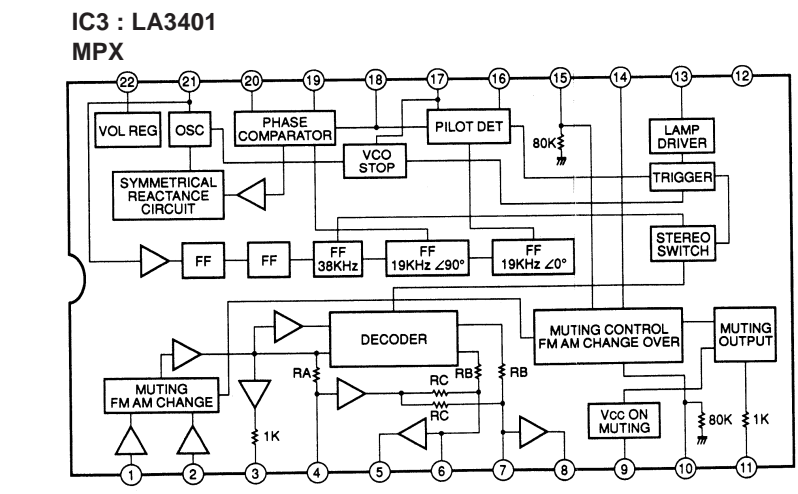 IC3 : LA3401
MPX
22 21 20 19 18 17 16 15 14 13 12
VOL REG
OSC
PHASE
COMPARATOR
PILOT DET
80K
LAMP
DRIVER
VCO
STOP
TRIGGER
SYMMETRICAL
REACTANCE
CIRCUIT
STEREO
SWITCH
FF
FF
FF
38KHz
FF
19KHz ∠90°
FF
19KHz ∠0°
DECODER
MUTING CONTROL
FM AM CHANGE OVER
MUTING
OUTPUT
RA
RB
RB
RC
RC
MUTING
FM AM CHANGE
1K
VCC ON
MUTING
80K
1K
1 2 3 4 5 6 7 8 9 10 11